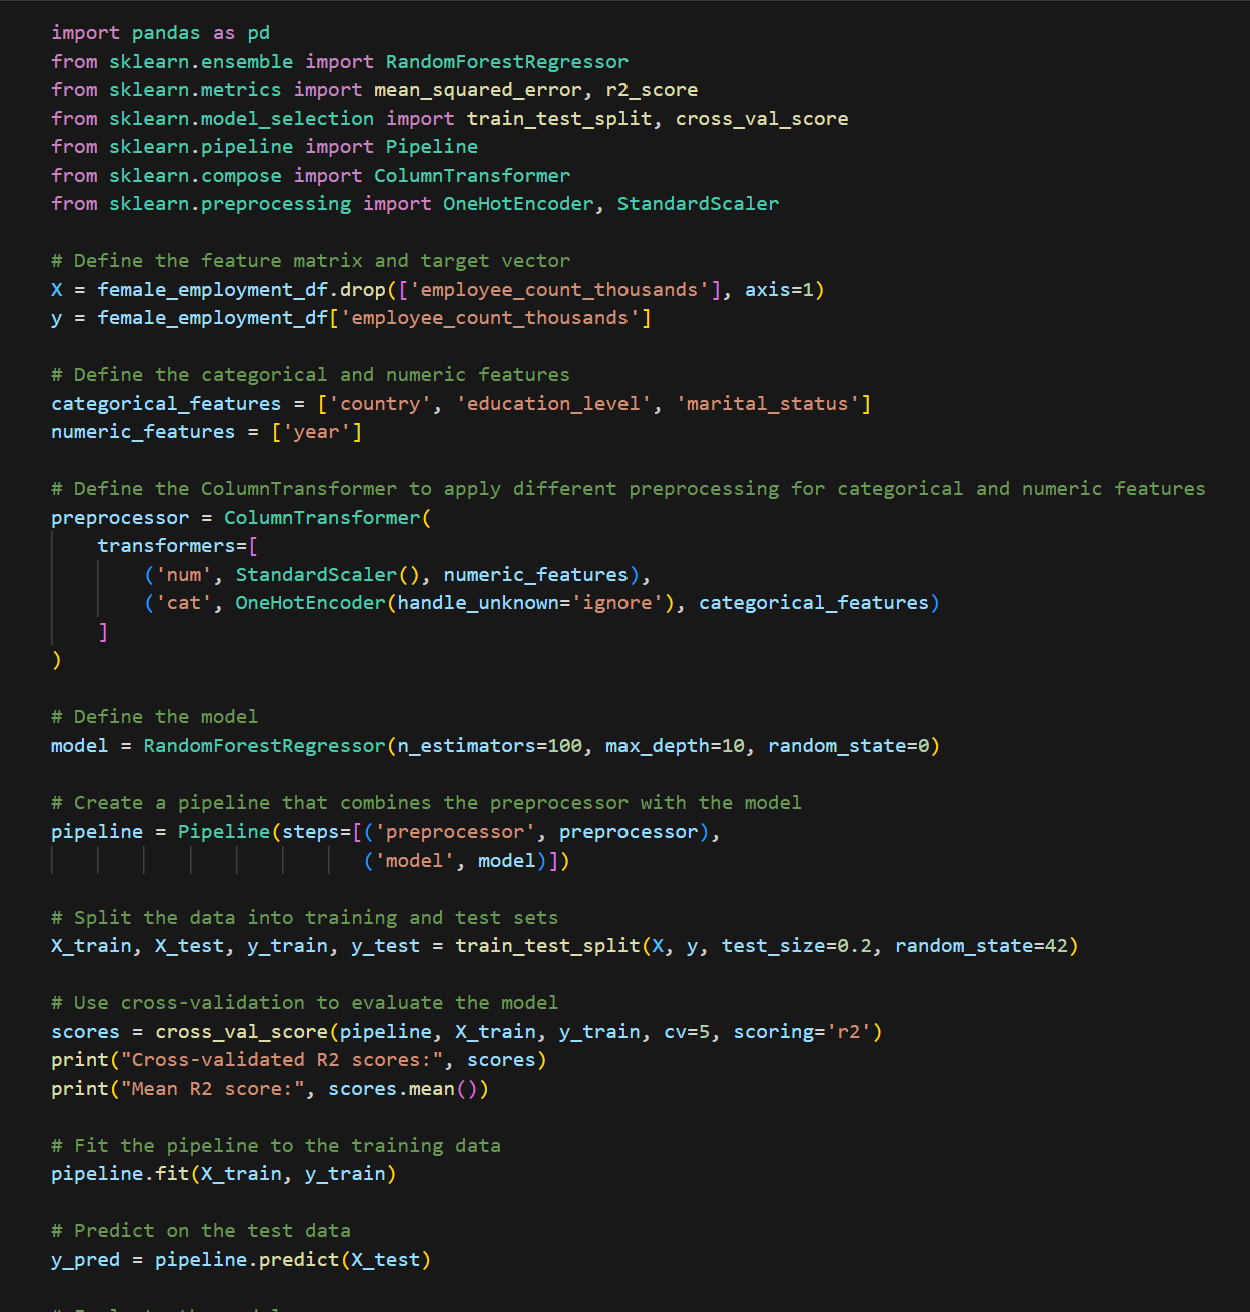 import pandas as pd
from sklearn.ensemble import RandomForestRegressor
from sklearn.metrics import mean_squared_error, r2_score
from sklearn.model_selection import train_test_split, cross_val_score
from sklearn.pipeline import Pipeline
from sklearn.compose import ColumnTransformer
from sklearn.preprocessing import OneHotEncoder, StandardScaler

# Define the feature matrix and target vector
X = female_employment_df.drop(['employee_count_thousands'], axis=1)
y = female_employment_df['employee_count_thousands']

# Define the categorical and numeric features
categorical_features = ['country', 'education_level', 'marital_status']
numeric_features = ['year']

# Define the ColumnTransformer to apply different preprocessing for categorical and numeric features
preprocessor = ColumnTransformer(
    transformers=[
        ('num', StandardScaler(), numeric_features),
        ('cat', OneHotEncoder(handle_unknown='ignore'), categorical_features)
    ]
)

# Define the model
model = RandomForestRegressor(n_estimators=100, max_depth=10, random_state=0)

# Create a pipeline that combines the preprocessor with the model
pipeline = Pipeline(steps=[('preprocessor', preprocessor),
                           ('model', model)])

# Split the data into training and test sets
X_train, X_test, y_train, y_test = train_test_split(X, y, test_size=0.2, random_state=42)

# Use cross-validation to evaluate the model
scores = cross_val_score(pipeline, X_train, y_train, cv=5, scoring='r2')
print("Cross-validated R2 scores:", scores)
print("Mean R2 score:", scores.mean())

# Fit the pipeline to the training data
pipeline.fit(X_train, y_train)

# Predict on the test data
y_pred = pipeline.predict(X_test)